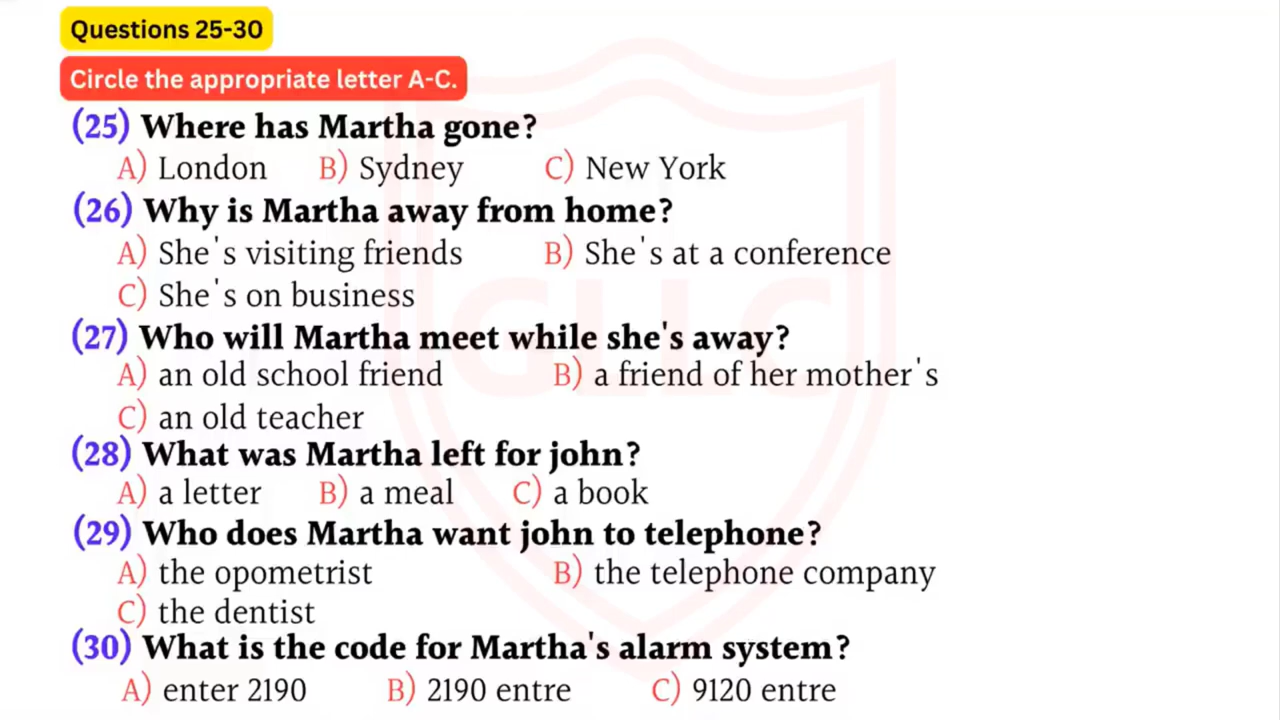 Questions 25-30
Circle the appropriate letter A-C.
(25) Where has Martha gone?
A) London B) Sydney C) New York
(26) Why is Martha away from home?
A) She's visiting friends B) She's at a conference
C) She's on business
(27) Who will Martha meet while she's away?
A) an old school friend B) a friend of her mother's
C) an old teacher
(28) What was Martha left for john?
A) a letter B) a meal C) a book
(29) Who does Martha want john to telephone?
A) the opometrist B) the telephone company
C) the dentist
(30) What is the code for Martha's alarm system?
A) enter 2190 B) 2190 entre C) 9120 entre
GLLC